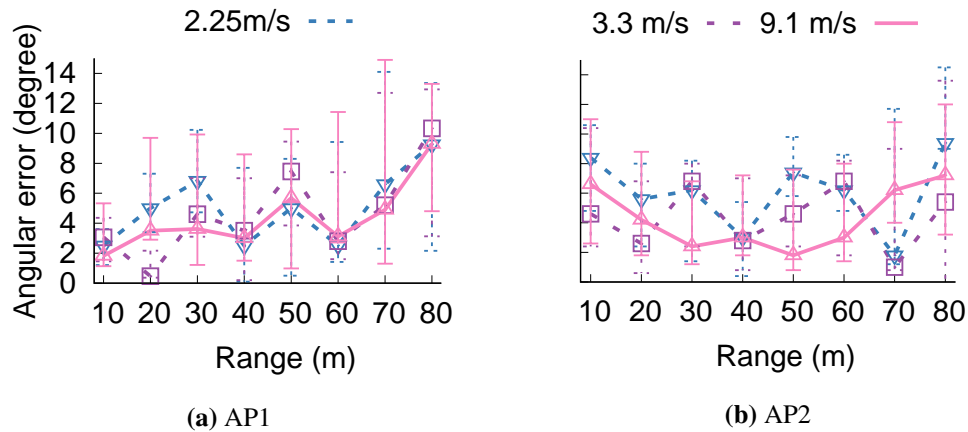 2.25m/s 3.3 m/s 9.1 m/s
Angular error (degree)
14
12
10
8
6
4
2
0
10 20 30 40 50 60 70 80
10 20 30 40 50 60 70 80
Range (m)
Range (m)
(a) AP1
(b) AP2